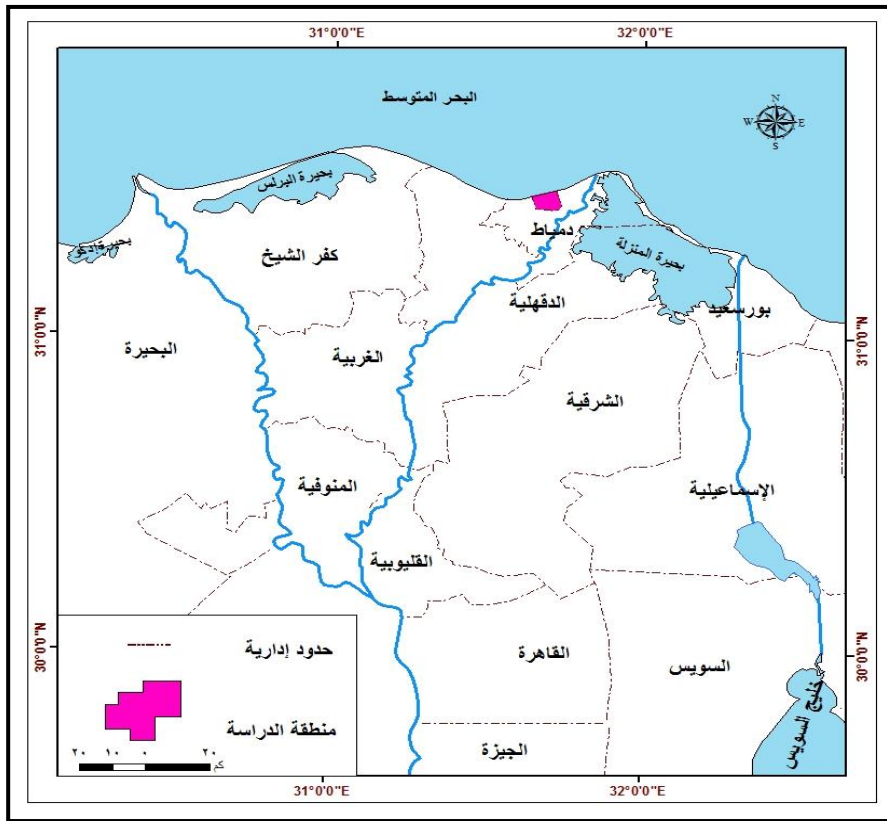 31°0'0"E
32°0'0"E
البحر المتوسط
N
W
E
S
بحيرة البرلس
بحيرة إدكو
كفر الشيخ
دمياط
بحيرة المنزلة
الدقهلية
بورسعيد
31°0'0"N
31°0'0"N
البحيرة
الغربية
الشرقية
المنوفية
الإسماعيلية
القليوبية
30°0'0"N
30°0'0"N
القاهرة
السويس
خليج السويس
الجيزة
حدود إدارية
منطقة الدراسة
٢٠ ١٠ ٠ ٢٠
كم
31°0'0"E
32°0'0"E